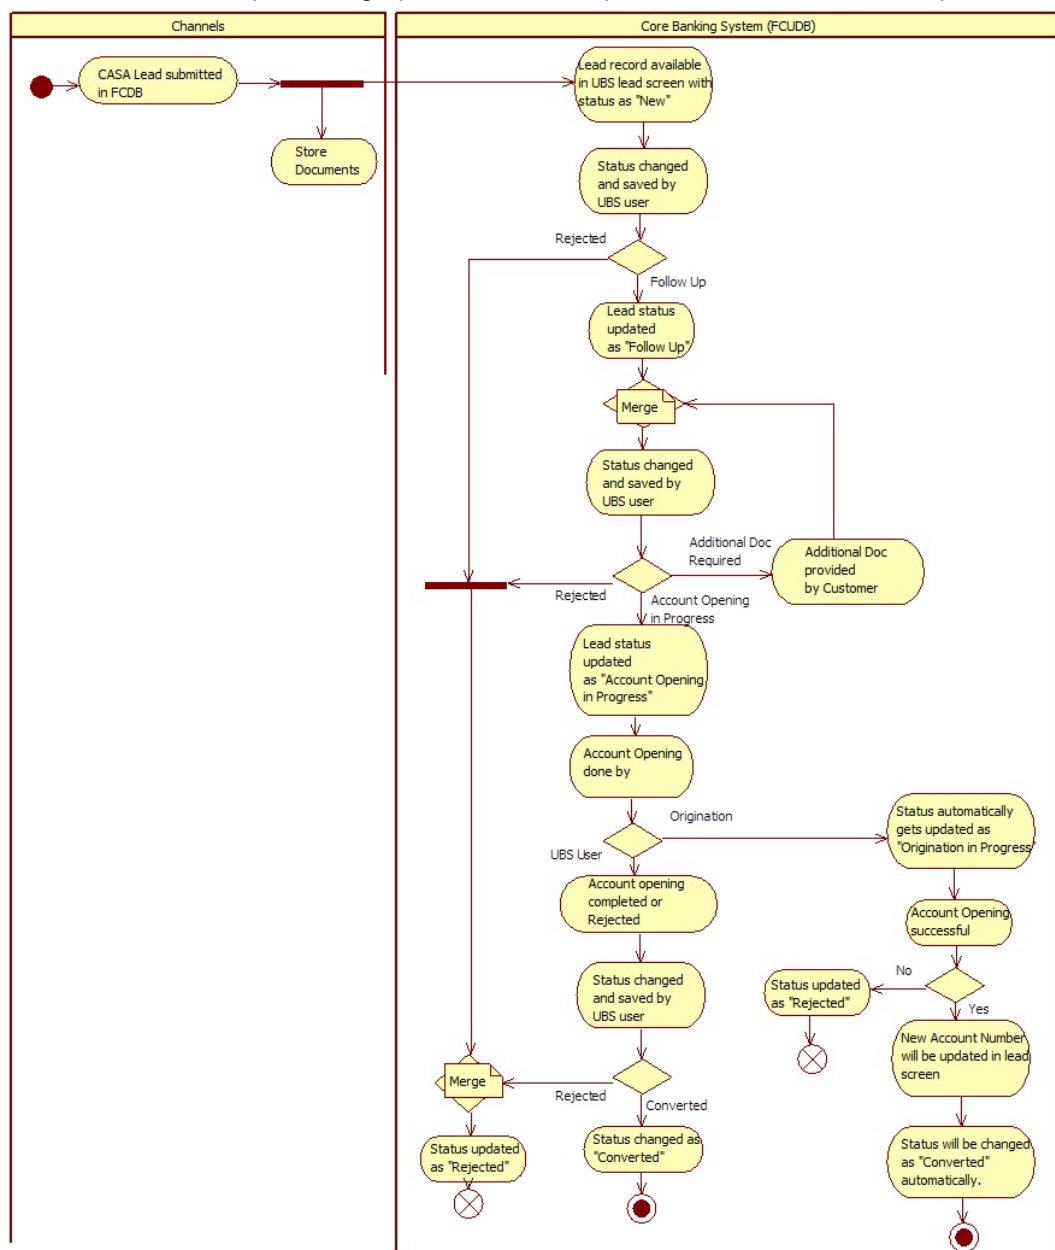 Channels
Core Banking System (FCUDB)
CASA Lead submitted
in FCDB
Lead record available
in UBS lead screen with
status as "New"
Store
Documents
Status changed
and saved by
UBS user
Rejected
Follow Up
Lead status
updated
as "Follow Up"
Merge
Status changed
and saved by
UBS user
Additional Doc
Required
Additional Doc
provided
by Customer
Rejected
Account Opening
in Progress
Lead status
updated
as "Account Opening
in Progress"
Account Opening
done by
Origination
UBS User
Status automatically
gets updated as
"Origination in Progress"
Account opening
completed or
Rejected
Account Opening
successful
No
Yes
Status updated
as "Rejected"
Status changed
and saved by
UBS user
New Account Number
will be updated in lead
screen
Merge
Rejected
Converted
Status updated
as "Rejected"
Status changed as
"Converted"
Status will be changed
as "Converted"
automatically.